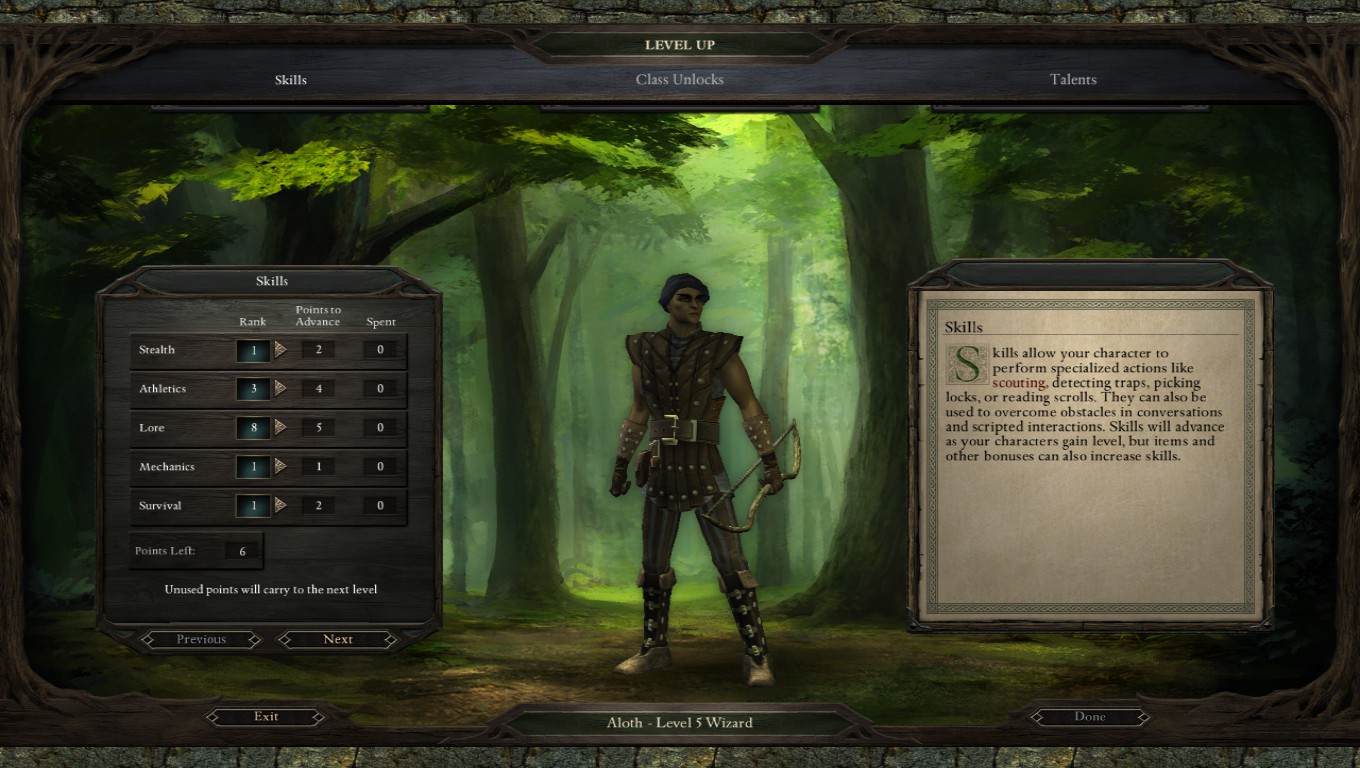 LEVEL UP
Skills Class Unlocks Talents
Skills
Rank Points to Advance Spent
Stealth 1 2 0
Athletics 3 4 0
Lore 8 5 0
Mechanics 1 1 0
Survival 1 2 0
Points Left: 6
Unused points will carry to the next level
Previous Next
Skills
Skills allow your character to
perform specialized actions like
scouting, detecting traps, picking
locks, or reading scrolls. They can also be
used to overcome obstacles in conversations
and scripted interactions. Skills will advance
as your characters gain level, but items and
other bonuses can also increase skills.
Exit
Aloth - Level 5 Wizard
Done